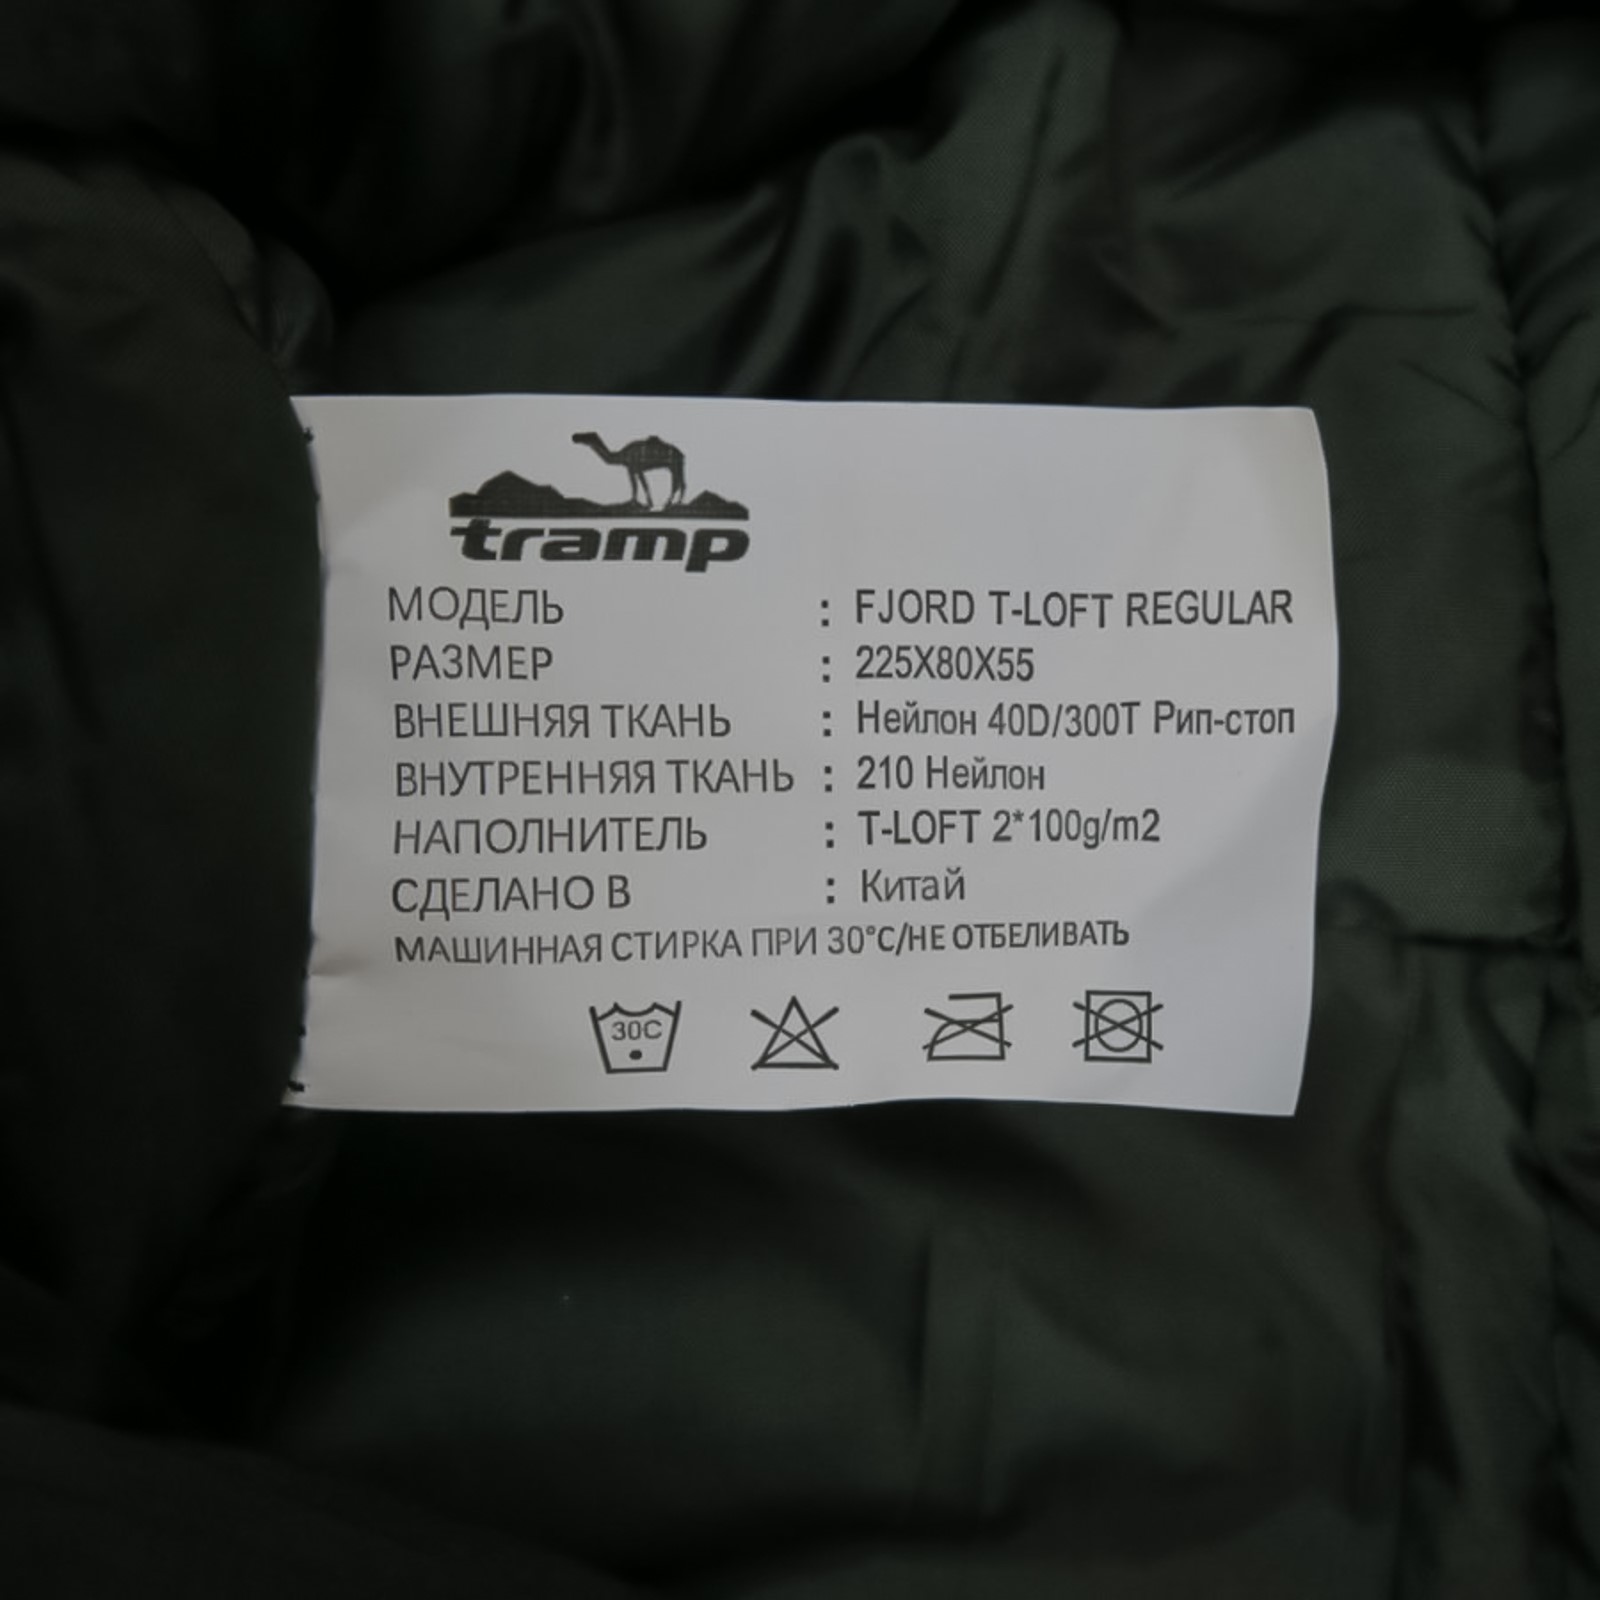 tramp
МОДЕЛЬ : FJORD T-LOFT REGULAR
РАЗМЕР : 225X80X55
ВНЕШНЯЯ ТКАНЬ : Нейлон 40D/300T Рип-стоп
ВНУТРЕННЯЯ ТКАНЬ : 210 Нейлон
НАПОЛНИТЕЛЬ : T-LOFT 2*100g/m2
СДЕЛАНО В : Китай
МАШИННАЯ СТИРКА ПРИ 30°С/НЕ ОТБЕЛИВАТЬ
30C